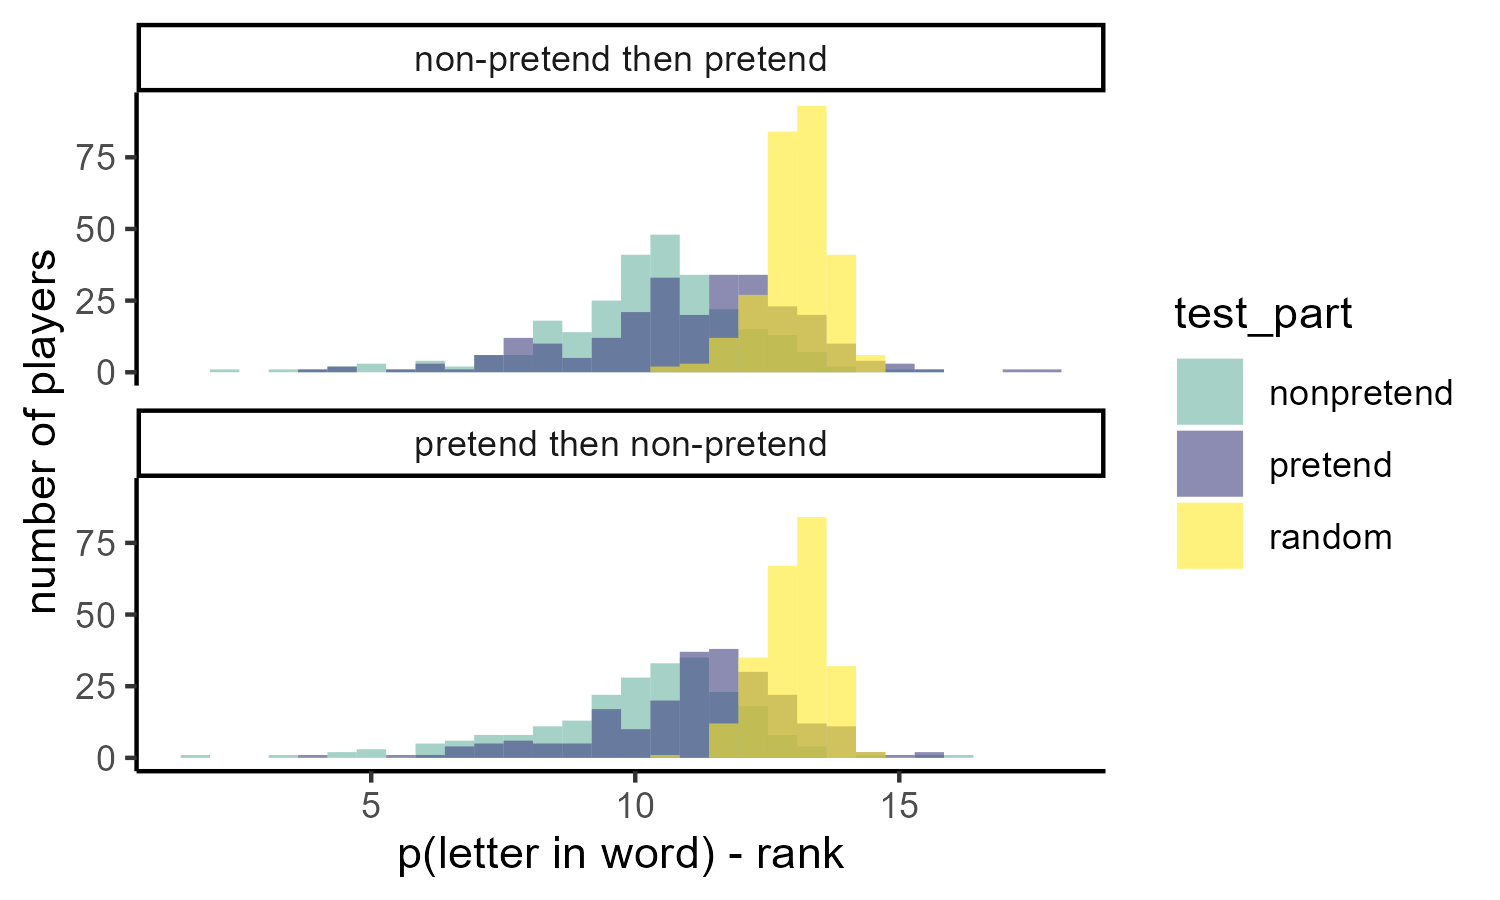 non-pretend then pretend
75
50
25
0
pretend then non-pretend
75
50
25
0
5 10 15
p(letter in word) - rank
number of players
test_part
nonpretend
pretend
random